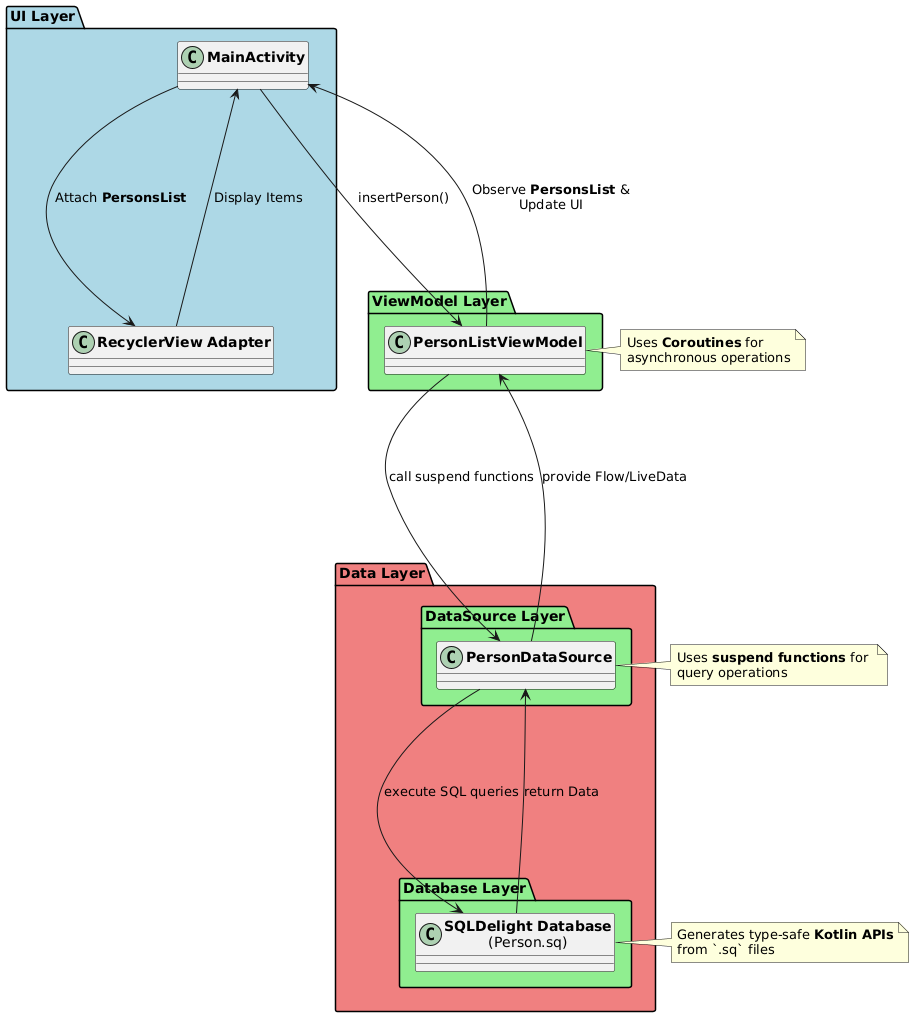 UI Layer
C MainActivity
Attach PersonsList
Display Items
insertPerson()
Observe PersonsList &
Update UI
C RecyclerView Adapter
ViewModel Layer
C PersonListViewModel
Uses Coroutines for
asynchronous operations
call suspend functions
provide Flow/LiveData
Data Layer
DataSource Layer
C PersonDataSource
Uses suspend functions for
query operations
execute SQL queries
return Data
Database Layer
C SQLDelight Database
(Person.sq)
Generates type-safe Kotlin APIs
from `.sq` files